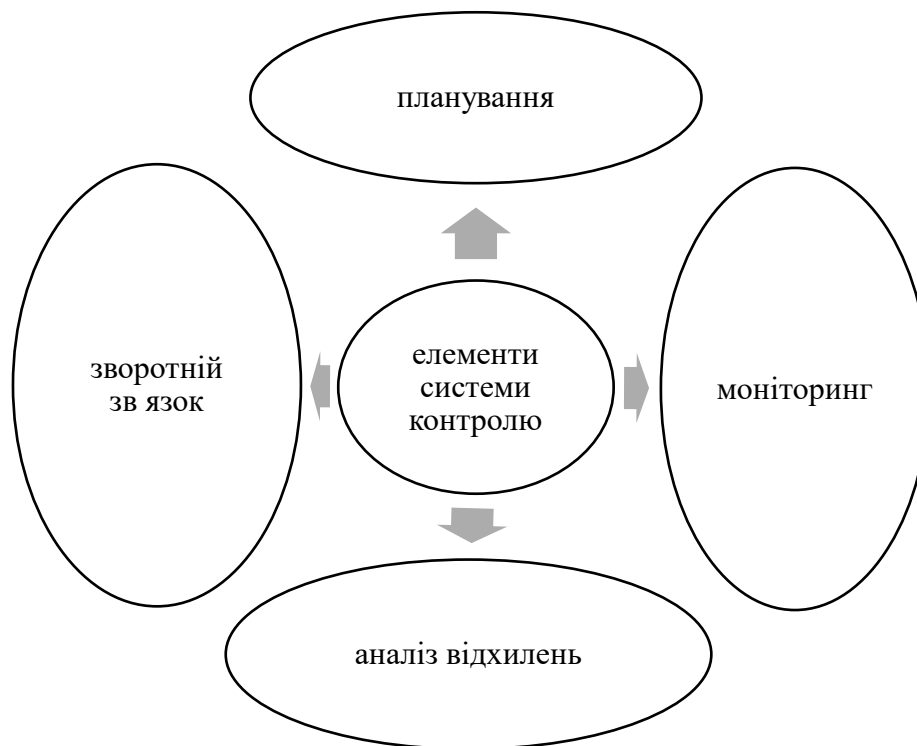 планування
зворотній
зв язок
елементи
системи
контролю
моніторинг
аналіз відхилень